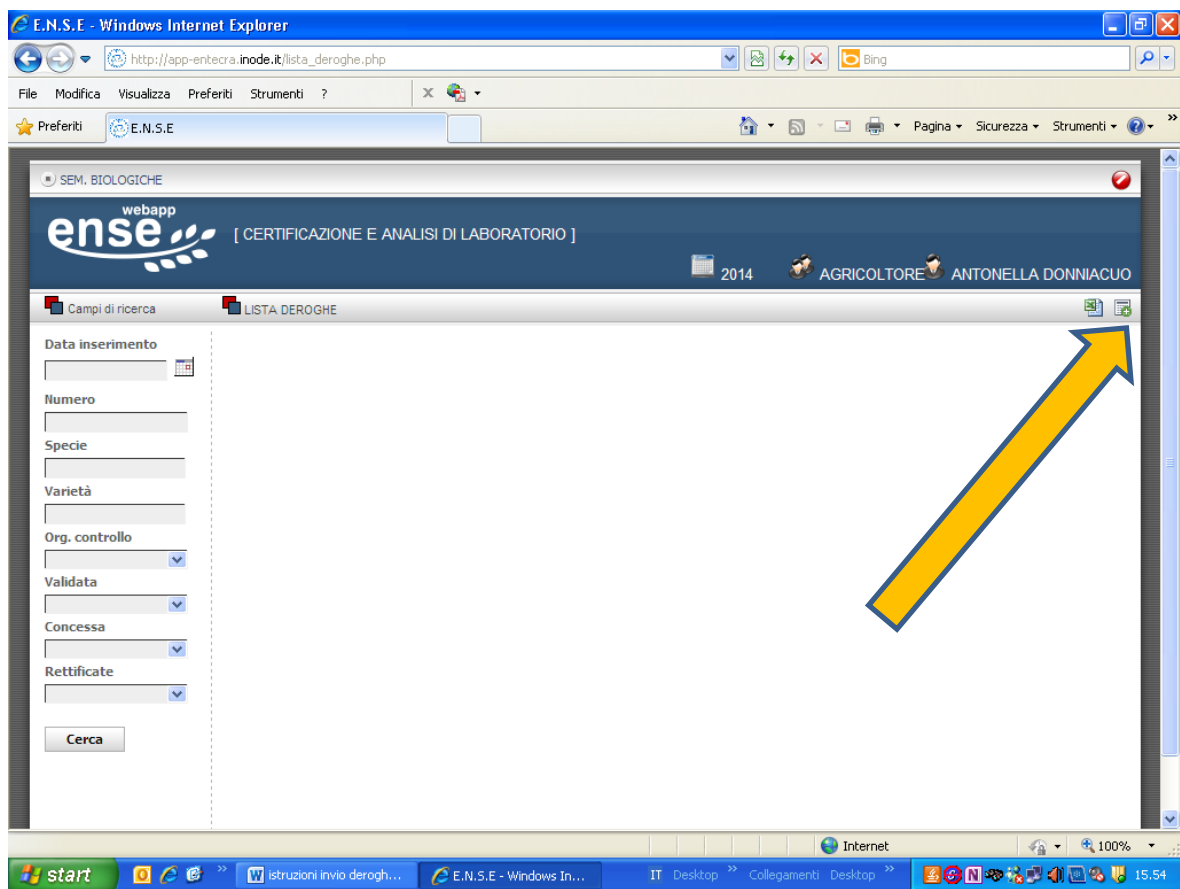 E.N.S.E - Windows Internet Explorer
http://app-entecra.inode.it/lista_deroghe.php
Bing
File Modifica Visualizza Preferiti Strumenti ?
x
Preferiti
E.N.S.E
Pagina Sicurezza Strumenti
SEM. BIOLOGICHE
webapp
ense
[ CERTIFICAZIONE E ANALISI DI LABORATORIO ]
2014 AGRICOLTORE ANTONELLA DONNIACUO
Campi di ricerca
LISTA DEROGHE
Data inserimento
Numero
Specie
Varietà
Org. controllo
Validata
Concessa
Rettificate
Cerca
Internet
100%
start
istruzioni invio derogh...
E.N.S.E - Windows In...
IT Desktop » Collegamenti Desktop »
15.54